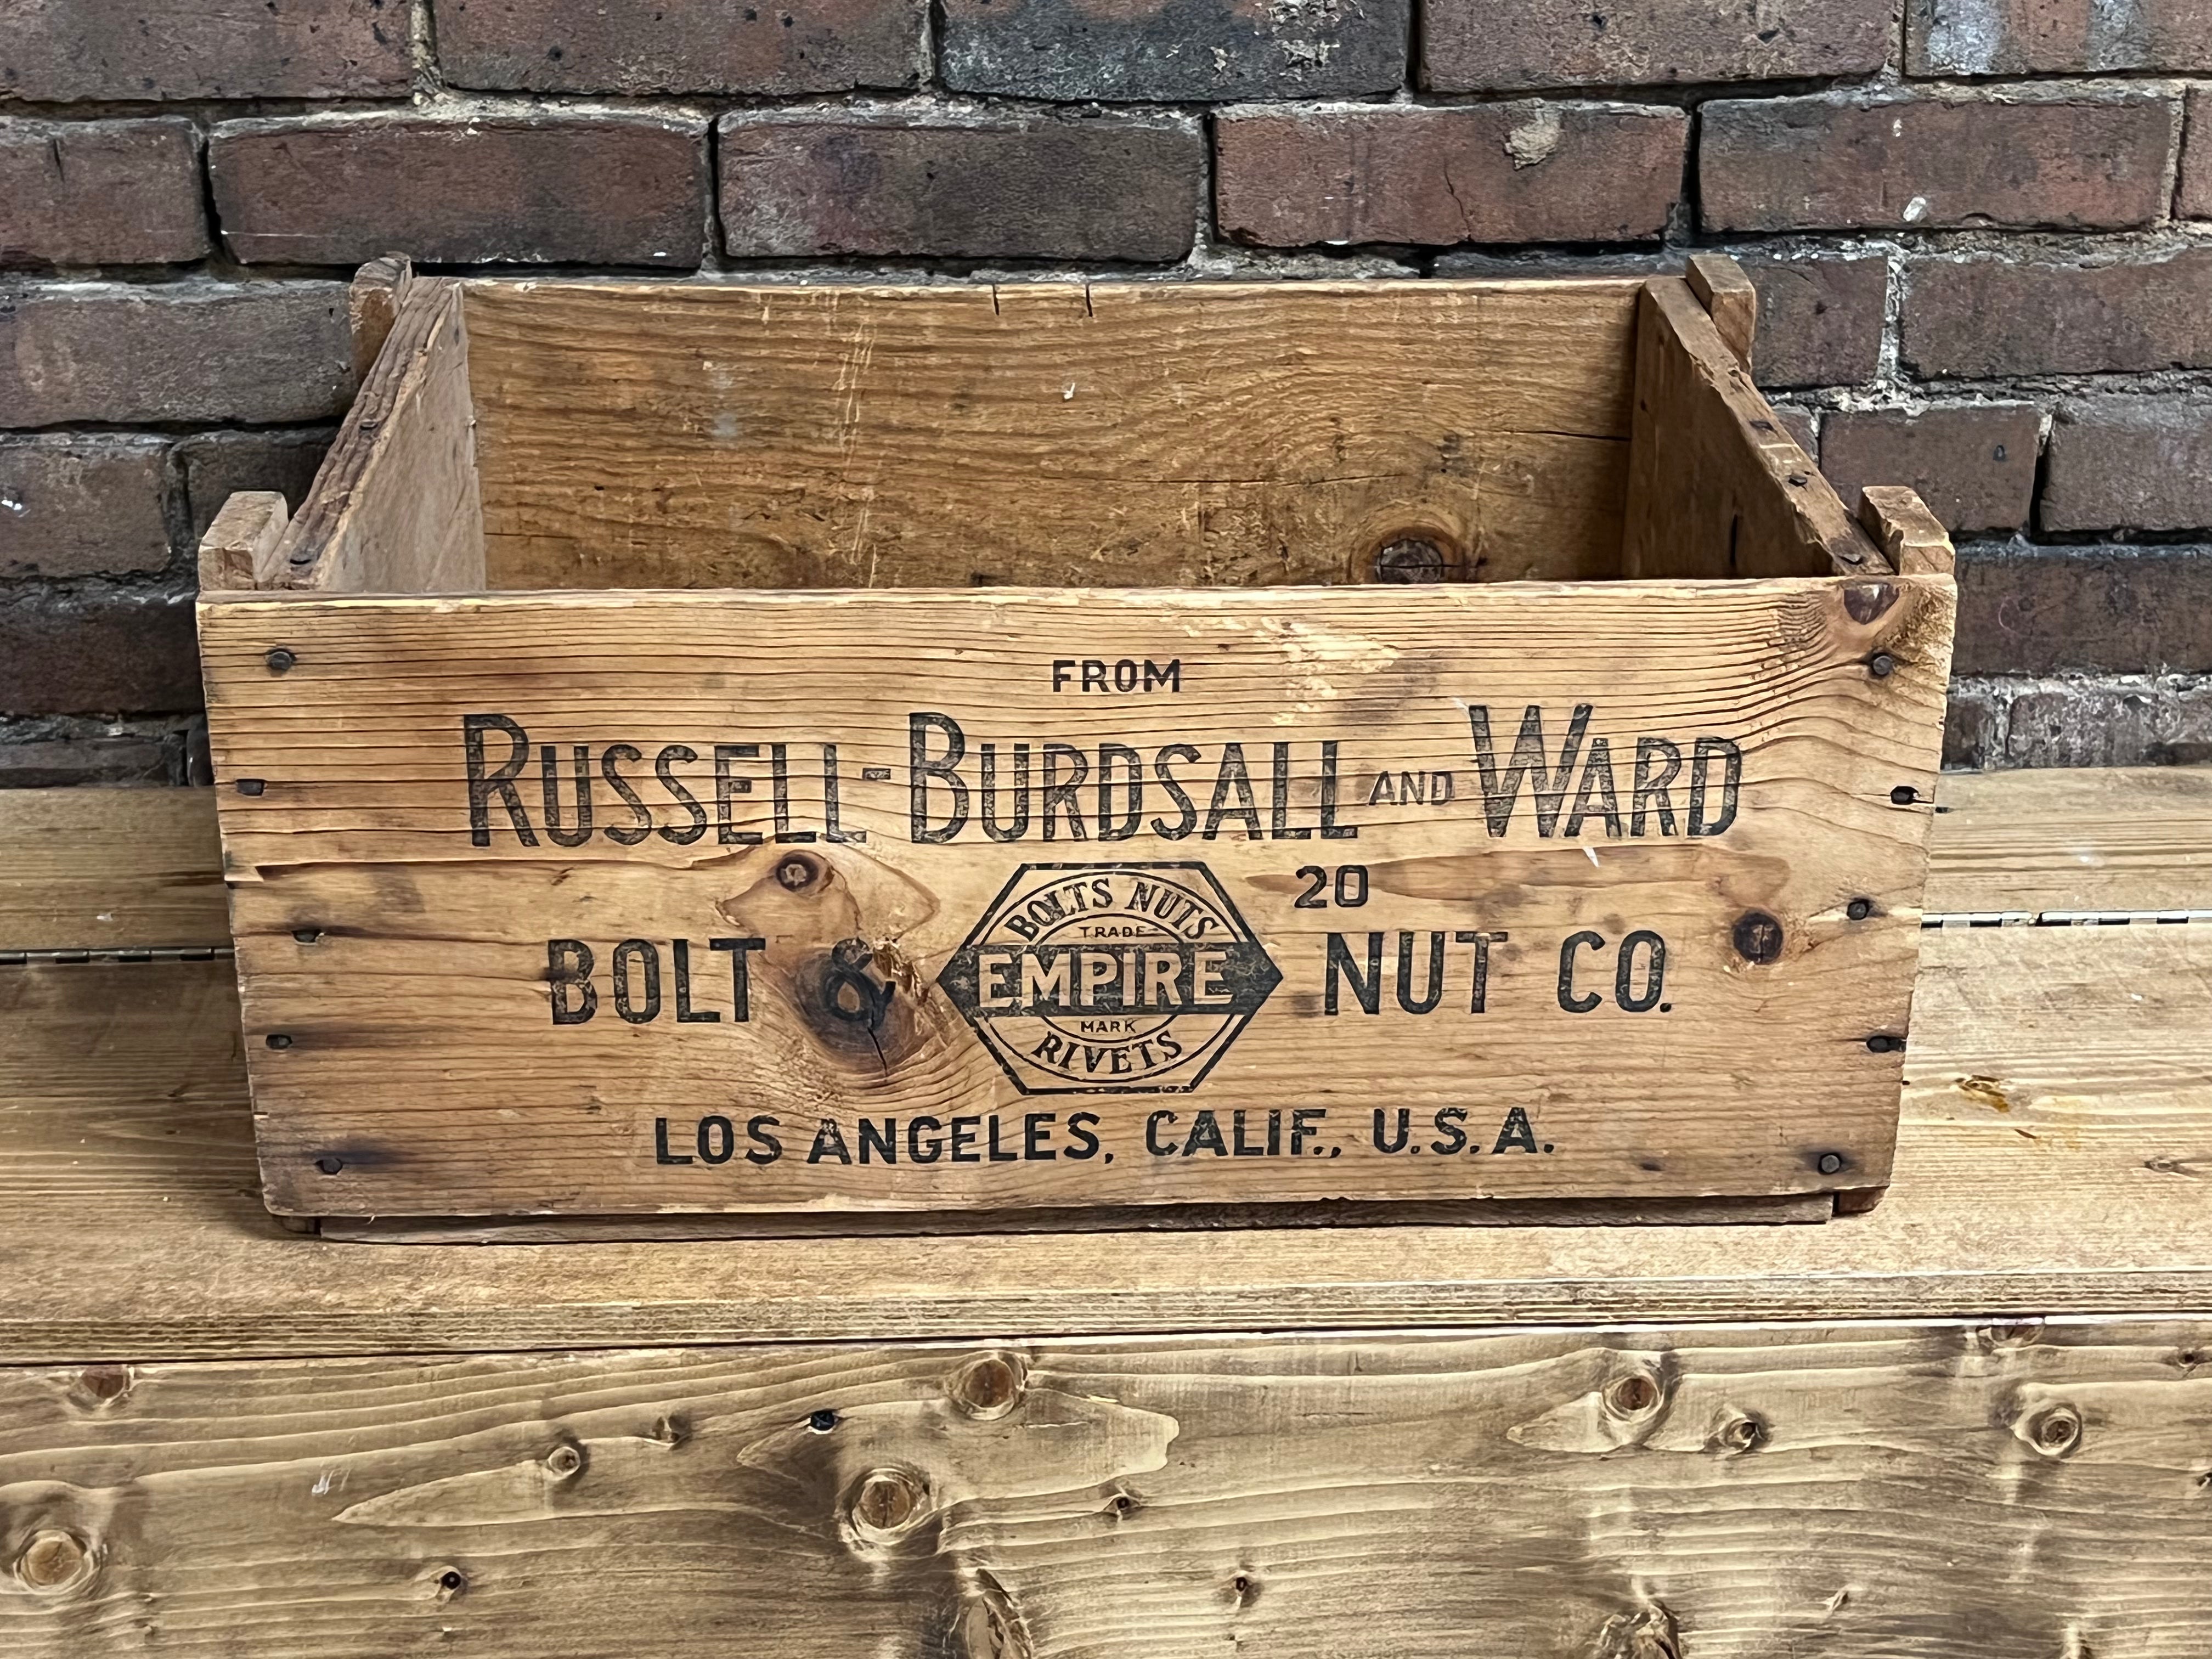 FROM
RUSSELL-BURDSALL AND WARD
20
BOLT & NUT CO.
BOLTS NUTS
TRADE
EMPIRE
MARK
RIVETS
LOS ANGELES, CALIF., U.S.A.